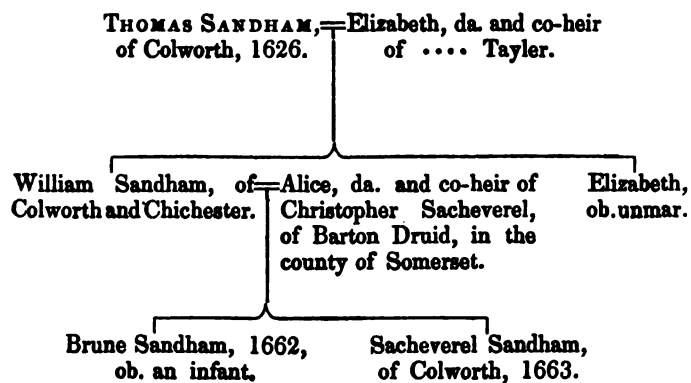 THOMAS SANDHAM,=Elizabeth, da. and co-heir
of Colworth, 1626. of •••• Tayler.
William Sandham, of=Alice, da. and co-heir of
Colworth and Chichester. Christopher Sacheverel,
of Barton Druid, in the
county of Somerset.
Elizabeth,
ob. unmar.
Brune Sandham, 1662,
ob. an infant.
Sacheverel Sandham,
of Colworth, 1663.